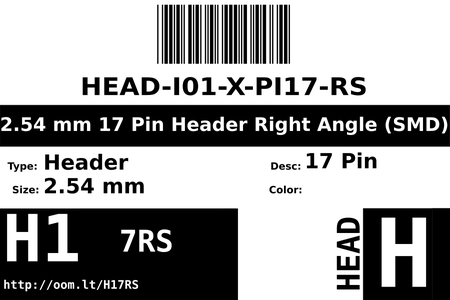 HEAD-I01-X-PI17-RS
2.54 mm 17 Pin Header Right Angle (SMD)
Type: Header
Desc: 17 Pin
Size: 2.54 mm
Color:
H1 7RS
HEAD
H
http://oom.lt/H17RS